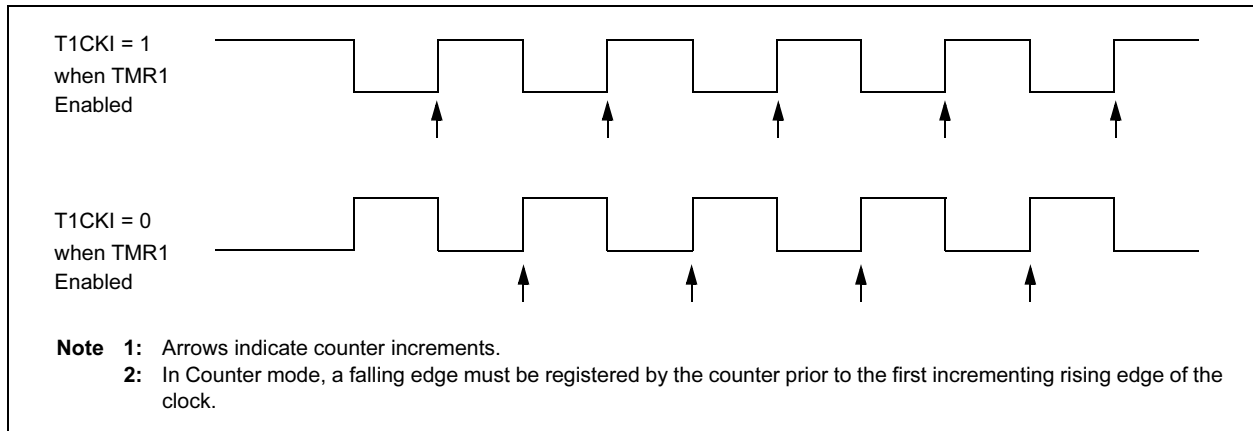 T1CKI = 1
when TMR1
Enabled
T1CKI = 0
when TMR1
Enabled
Note 1: Arrows indicate counter increments.
2: In Counter mode, a falling edge must be registered by the counter prior to the first incrementing rising edge of the
clock.